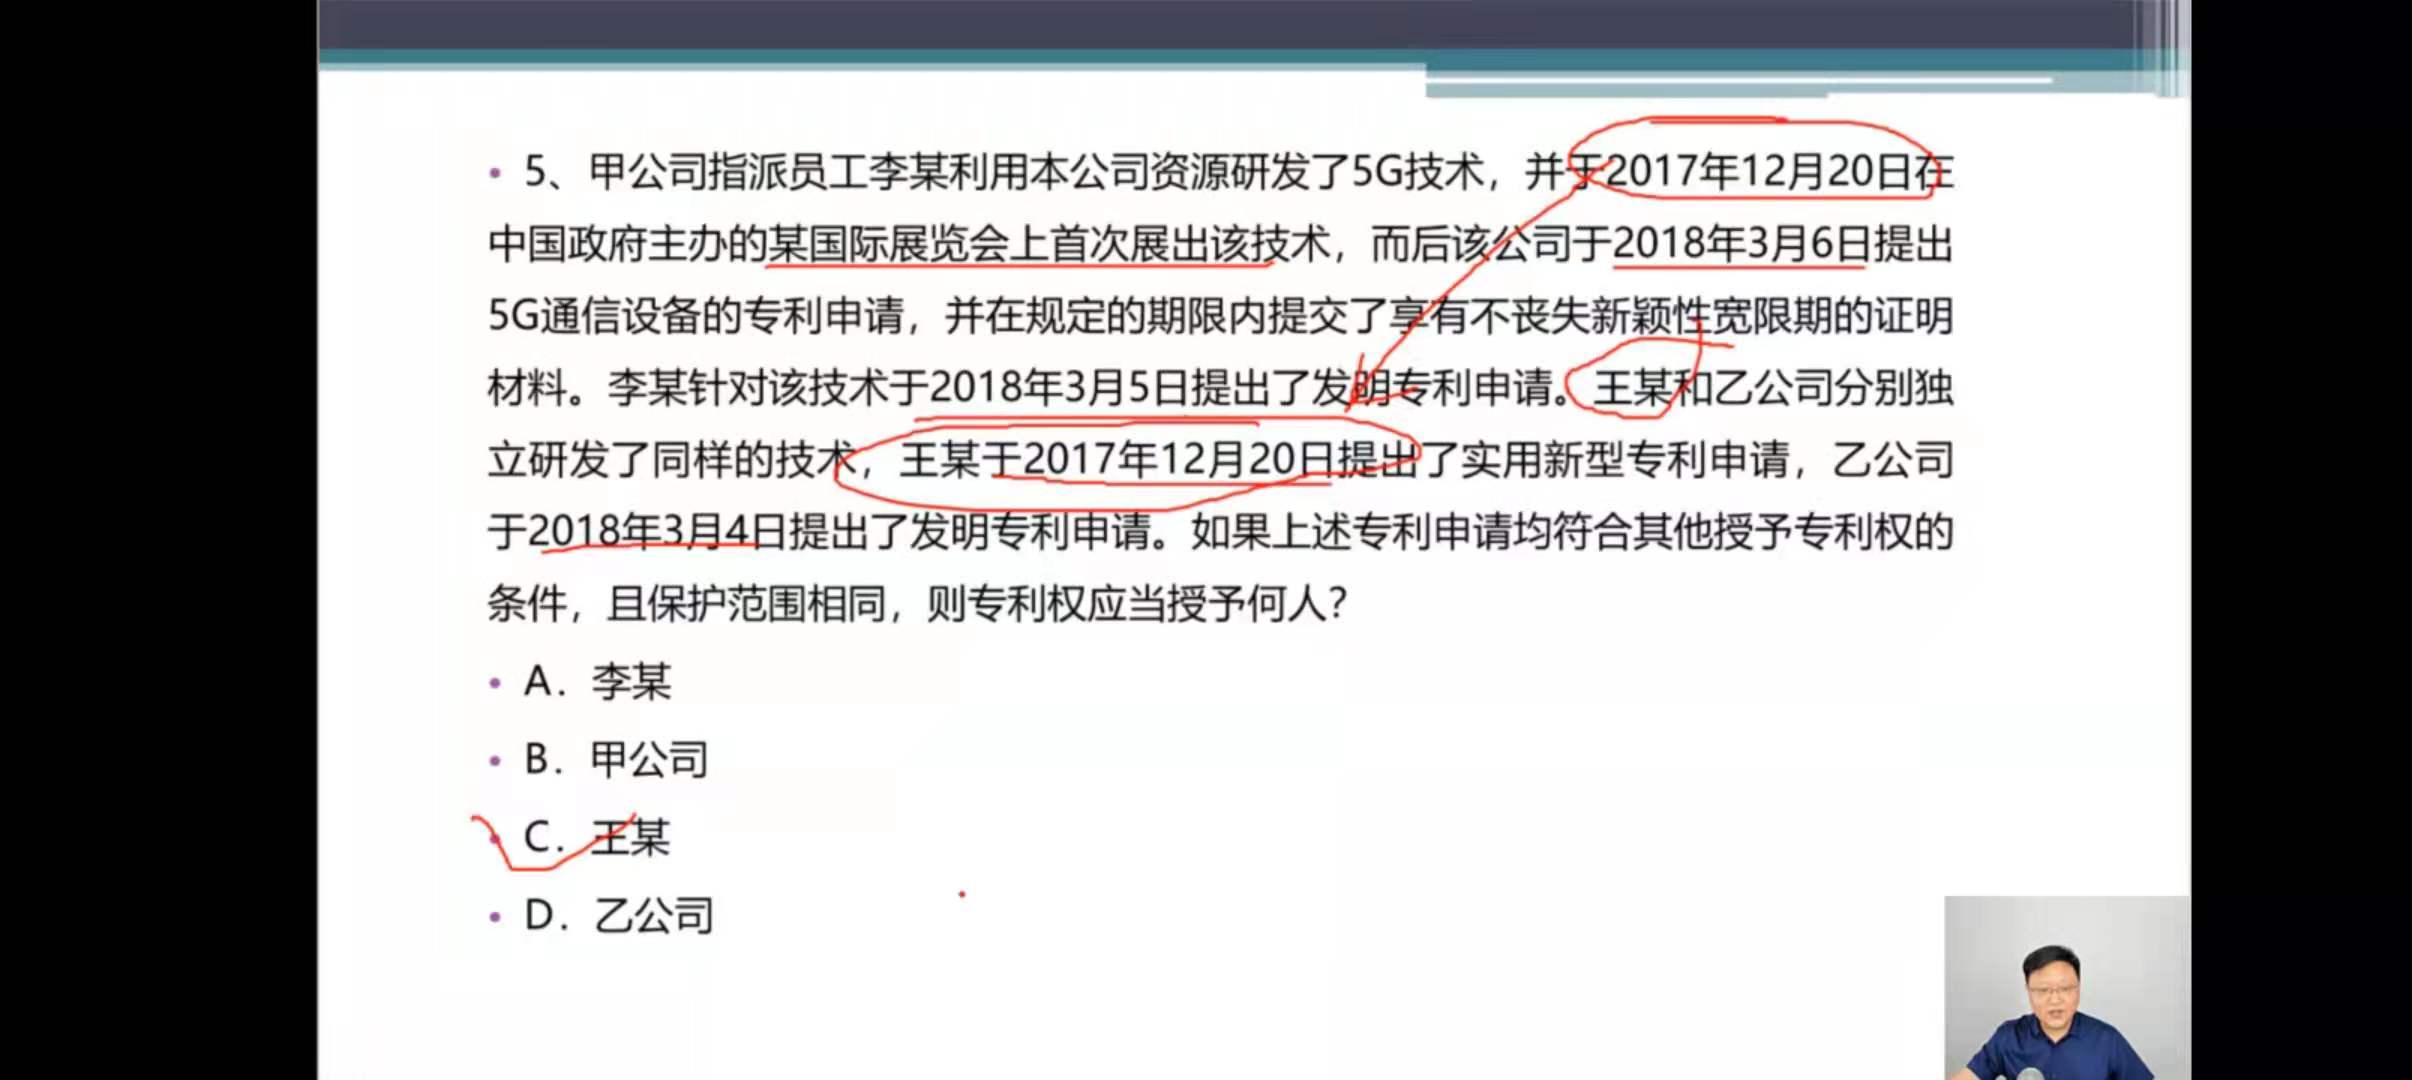 • 5、甲公司指派员工李某利用本公司资源研发了5G技术，并于2017年12月20日在
中国政府主办的某国际展览会上首次展出该技术，而后该公司于2018年3月6日提出
5G通信设备的专利申请，并在规定的期限内提交了享有不丧失新颖性宽限期的证明
材料。李某针对该技术于2018年3月5日提出了发明专利申请。王某和乙公司分别独
立研发了同样的技术，王某于2017年12月20日提出了实用新型专利申请，乙公司
于2018年3月4日提出了发明专利申请。如果上述专利申请均符合其他授予专利权的
条件，且保护范围相同，则专利权应当授予何人？
• A．李某
• B．甲公司
• C．王某
• D．乙公司